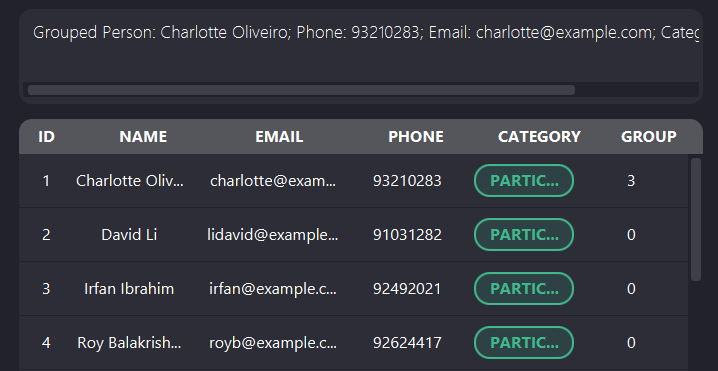 Grouped Person: Charlotte Oliveiro; Phone: 93210283; Email: charlotte@example.com; Categ
ID NAME EMAIL PHONE CATEGORY GROUP
1 Charlotte Oliv... charlotte@exam... 93210283 PARTIC... 3
2 David Li lidavid@example... 91031282 PARTIC... 0
3 Irfan Ibrahim irfan@example.c... 92492021 PARTIC... 0
4 Roy Balakrish... royb@example.c... 92624417 PARTIC... 0